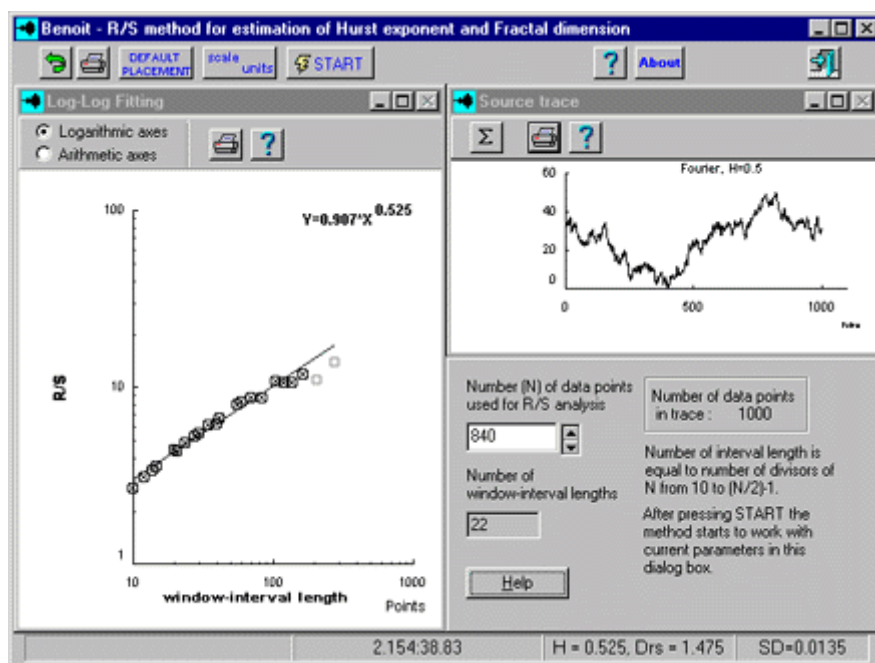 Benoit - R/S method for estimation of Hurst exponent and Fractal dimension
DEFAULT PLACEMENT
scale units
START
?
About
Log-Log Fitting
Logarithmic axes
Arithmetic axes
?
Y=0.907*X^0.525
100
10
1
R/S
10
100
1000
window-interval length
Points
Source trace
Σ
?
Fourier, H=0.5
60
40
20
0
0
500
1000
Number (N) of data points
used for R/S analysis
840
Number of
window-interval lengths
22
Help
Number of data points
in trace : 1000
Number of interval length is
equal to number of divisors of
N from 10 to (N/2)-1.
After pressing START the
method starts to work with
current parameters in this
dialog box.
2.154:38.83
H = 0.525, Drs = 1.475
SD=0.0135